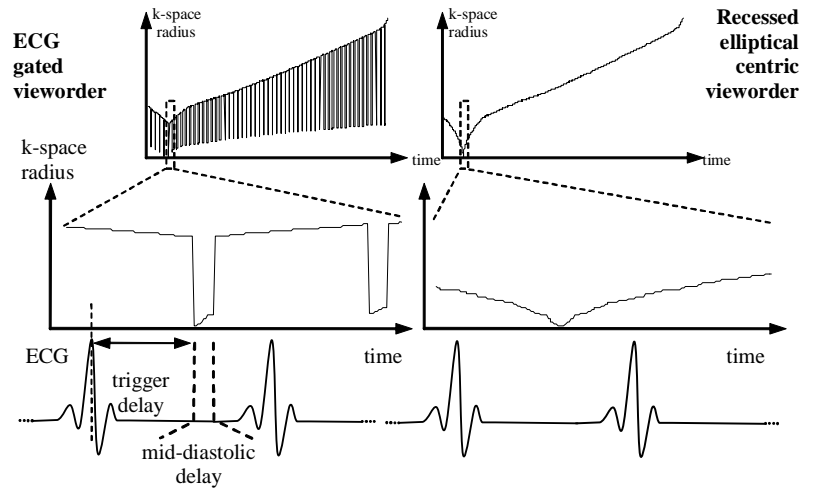 ECG
gated
vieworder
k-space
radius
time
k-space
radius
time
Recessed
elliptical
centric
vieworder
k-space
radius
time
time
ECG
trigger
delay
mid-diastolic
delay